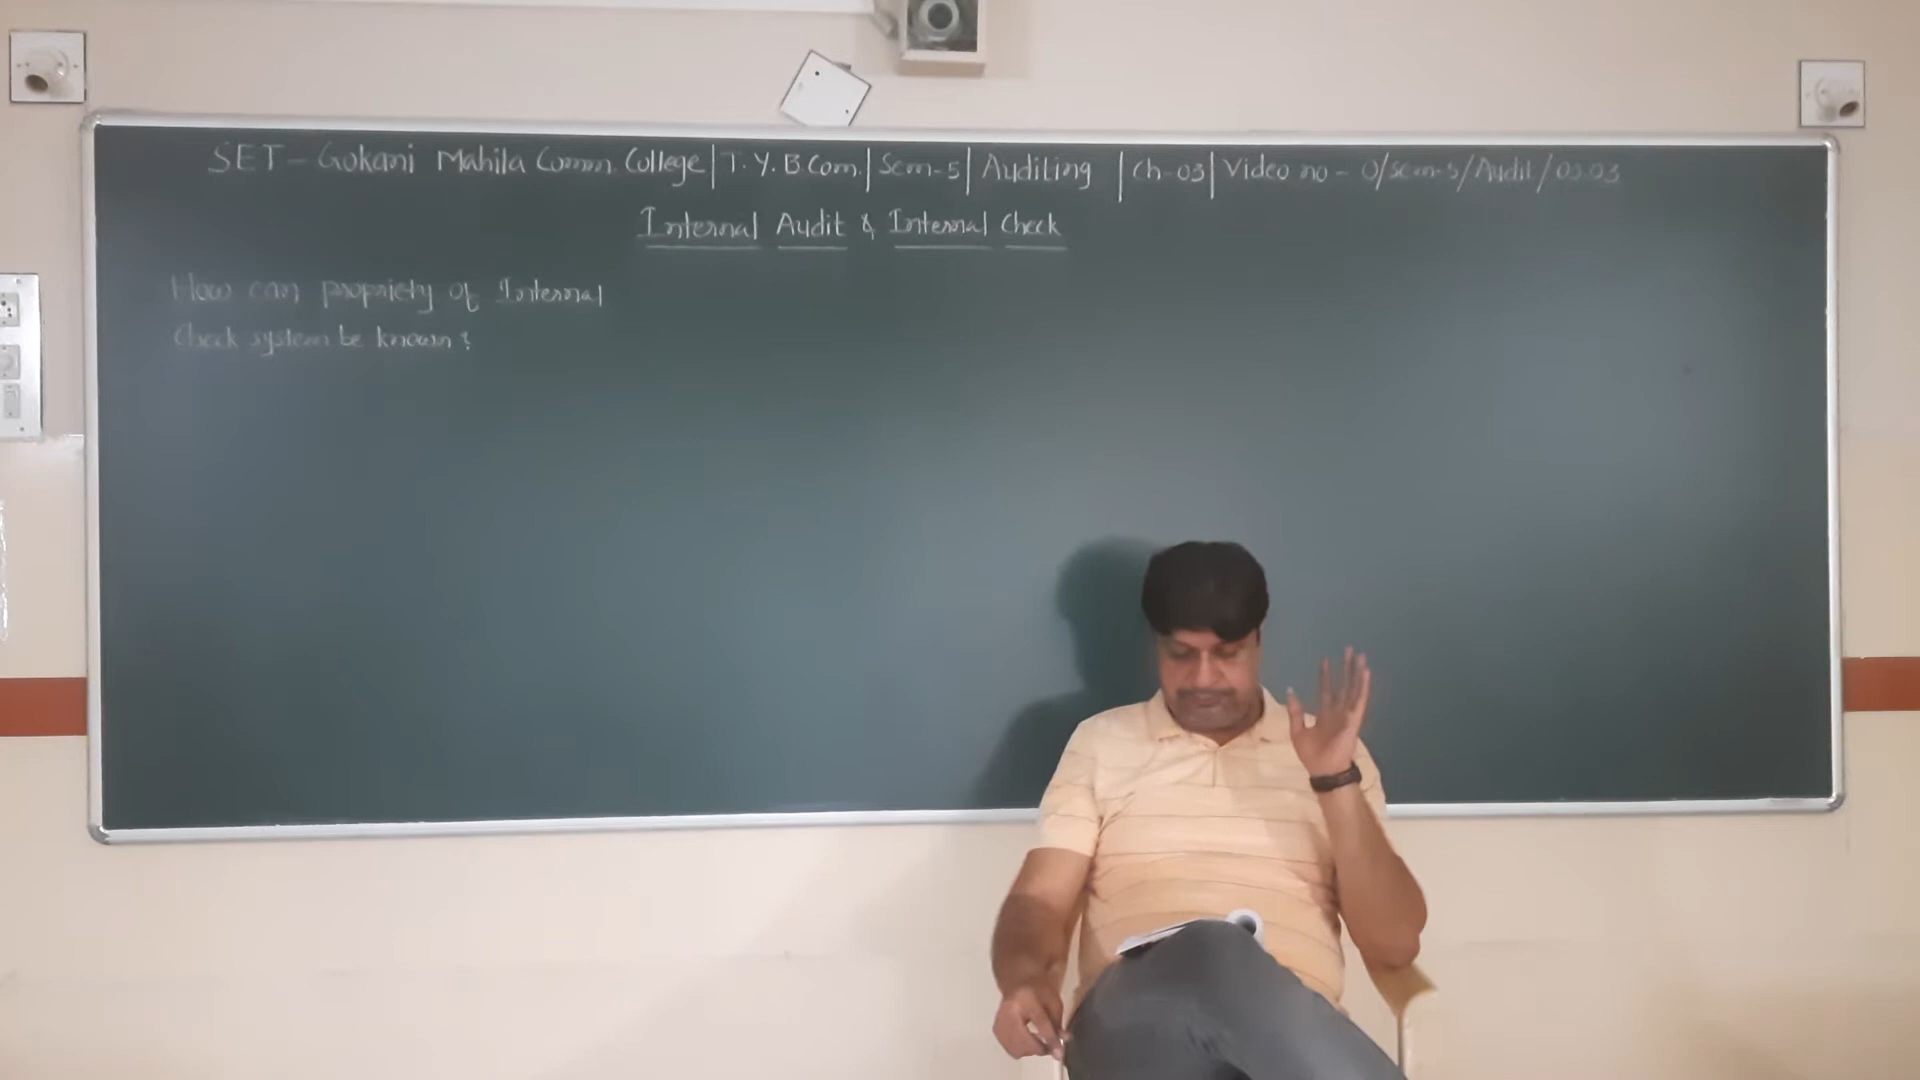 SET - Gokani Mahila Comm. College | T. Y. B Com. | Sem-5 | Auditing | Ch-03 | Video no - O/sem-5/Audit/03.03
Internal Audit & Internal Check
How can propriety of Internal
Check system be known?